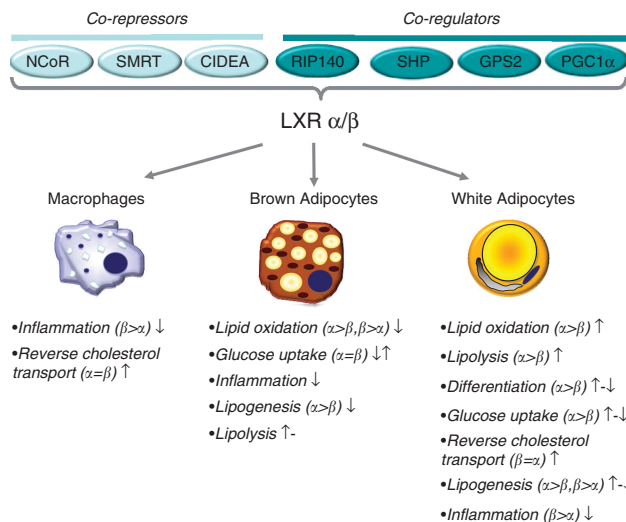 Co-repressors Co-regulators
NCoR SMRT CIDEA RIP140 SHP GPS2 PGC1α
LXR α/β
Macrophages Brown Adipocytes White Adipocytes
•Inflammation (β>α) ↓
•Reverse cholesterol
transport (α=β) ↑
•Lipid oxidation (α>β,β>α) ↓
•Glucose uptake (α=β) ↓↑
•Inflammation ↓
•Lipogenesis (α>β) ↓
•Lipolysis ↑-
•Lipid oxidation (α>β) ↑
•Lipolysis (α>β) ↑
•Differentiation (α>β) ↑-↓
•Glucose uptake (α>β) ↑-↓
•Reverse cholesterol
transport (β=α) ↑
•Lipogenesis (α>β,β>α) ↑-↓
•Inflammation (β>α) ↓